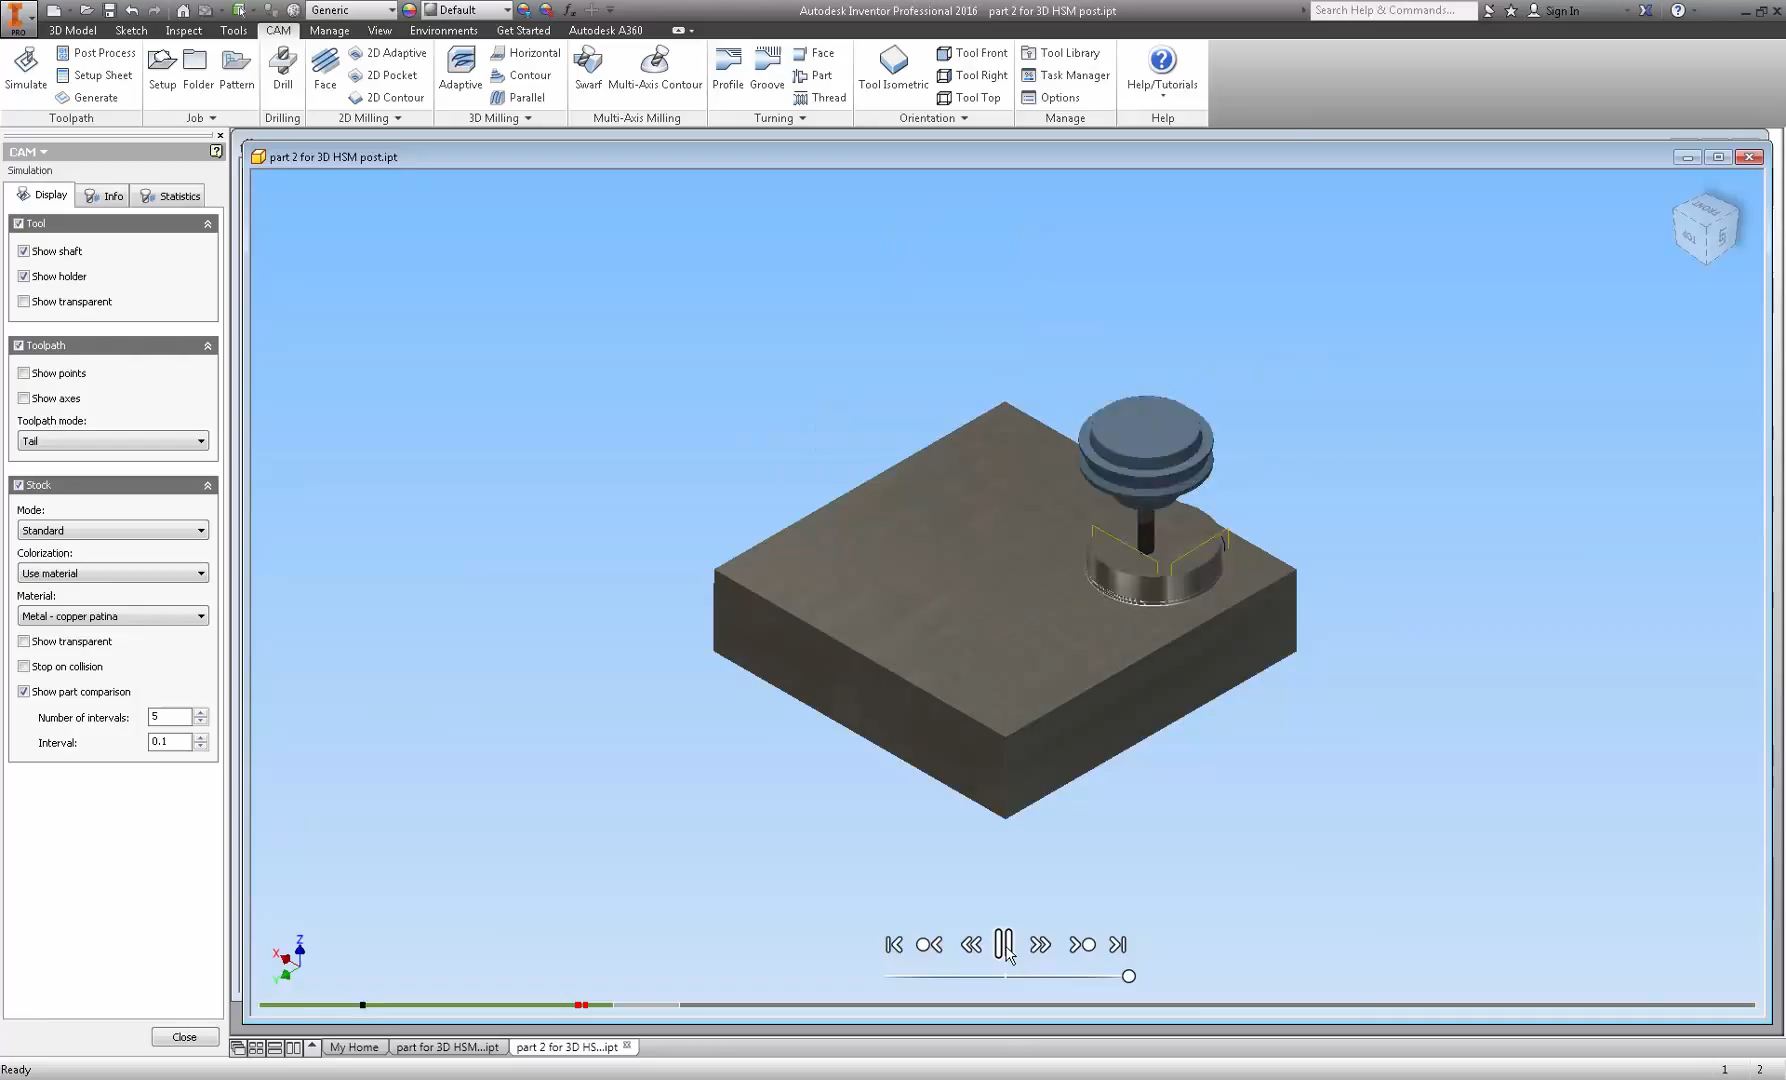 Generic
Default
Autodesk Inventor Professional 2016 part 2 for 3D HSM post.ipt
Search Help & Commands...
Sign In
PRO
3D Model
Sketch
Inspect
Tools
CAM
Manage
View
Environments
Get Started
Autodesk A360
Simulate
Post Process
Setup Sheet
Generate
Toolpath
Setup
Folder
Pattern
Job
Drill
Drilling
Face
2D Adaptive
2D Pocket
2D Contour
2D Milling
Adaptive
Horizontal
Contour
Parallel
3D Milling
Swarf
Multi-Axis Contour
Multi-Axis Milling
Profile
Groove
Face
Part
Thread
Turning
Tool Isometric
Tool Front
Tool Right
Tool Top
Orientation
Tool Library
Task Manager
Options
Manage
Help/Tutorials
Help
CAM
Simulation
Display
Info
Statistics
Tool
Show shaft
Show holder
Show transparent
Toolpath
Show points
Show axes
Toolpath mode:
Tail
Stock
Mode:
Standard
Colorization:
Use material
Material:
Metal - copper patina
Show transparent
Stop on collision
Show part comparison
Number of intervals: 5
Interval: 0.1
Close
part 2 for 3D HSM post.ipt
FRONT
TOP
Z
X
Y
My Home
part for 3D HSM...ipt
part 2 for 3D HS...ipt
Ready
1 2